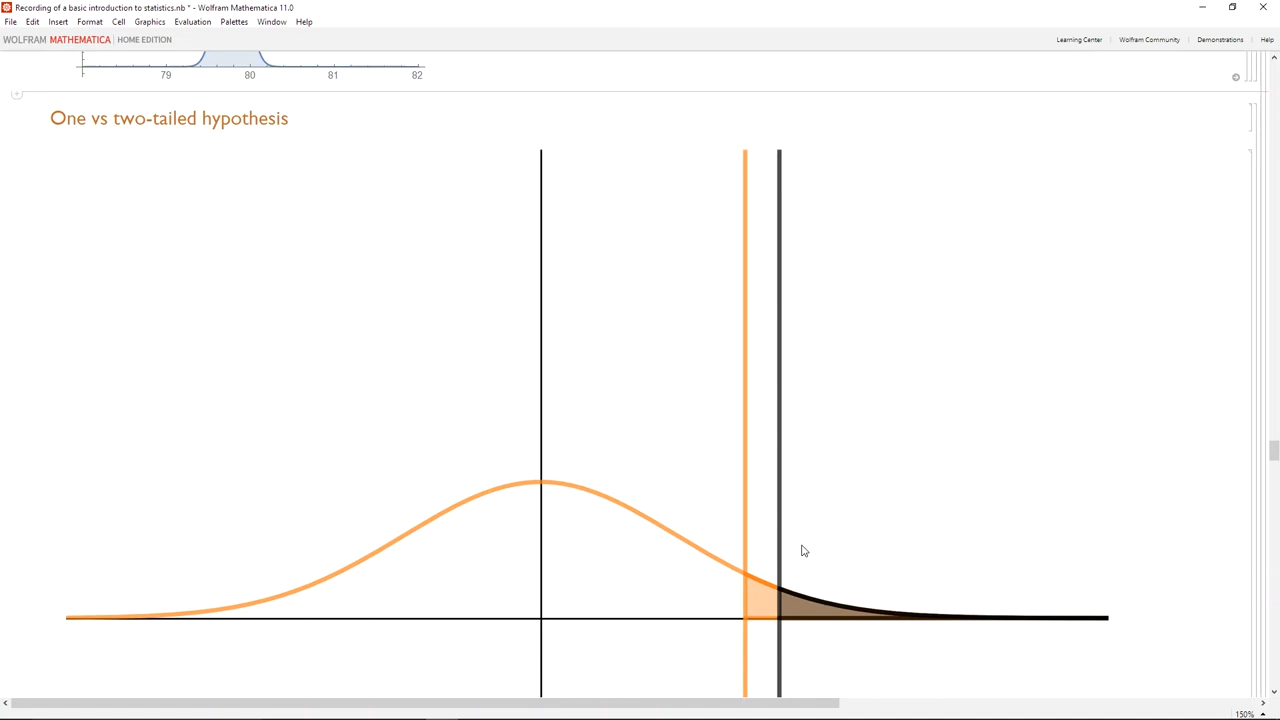 Recording of a basic introduction to statistics.nb * - Wolfram Mathematica 11.0
File Edit Insert Format Cell Graphics Evaluation Palettes Window Help
WOLFRAM MATHEMATICA | HOME EDITION Learning Center | Wolfram Community | Demonstrations | Help
79 80 81 82
One vs two-tailed hypothesis
150%